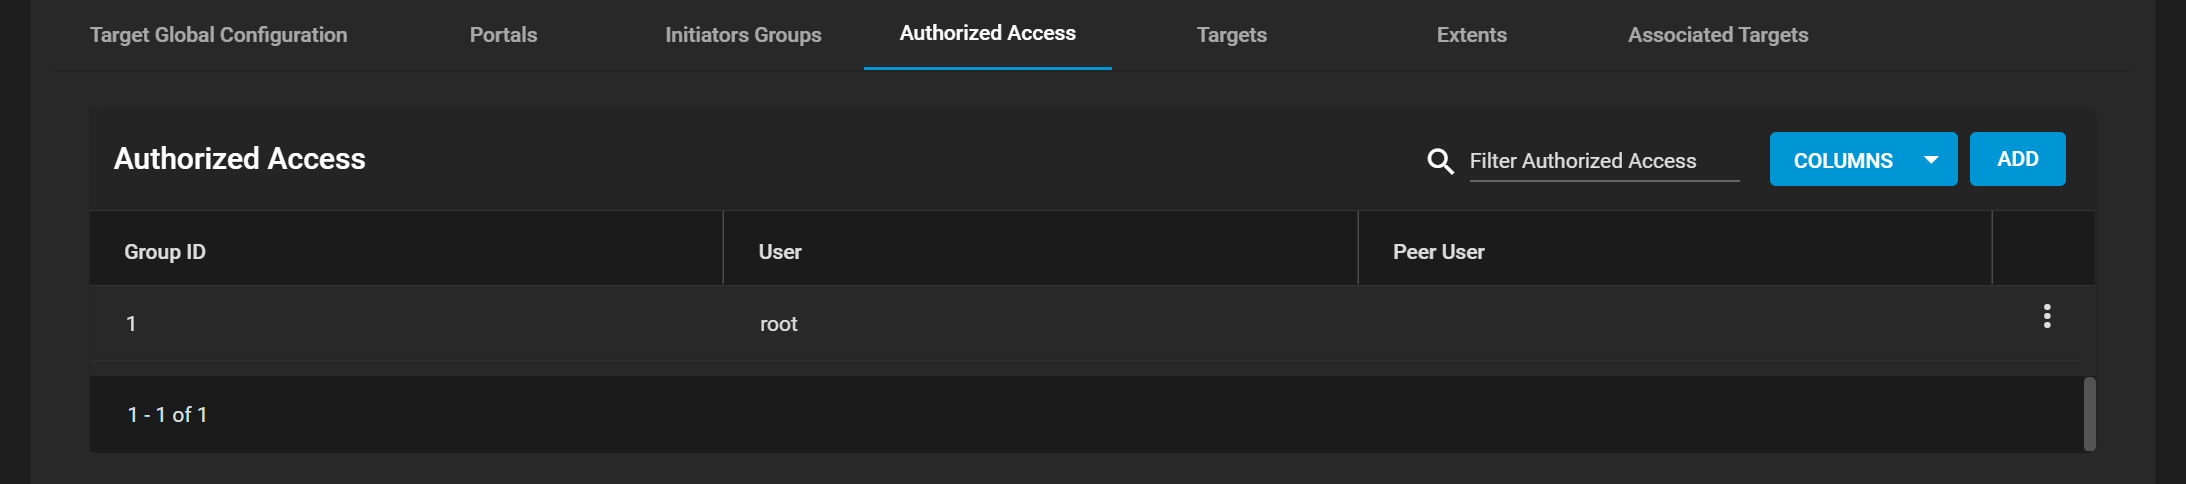 Target Global Configuration Portals Initiators Groups Authorized Access Targets Extents Associated Targets
Authorized Access Filter Authorized Access COLUMNS ADD
Group ID User Peer User
1 root
1 - 1 of 1